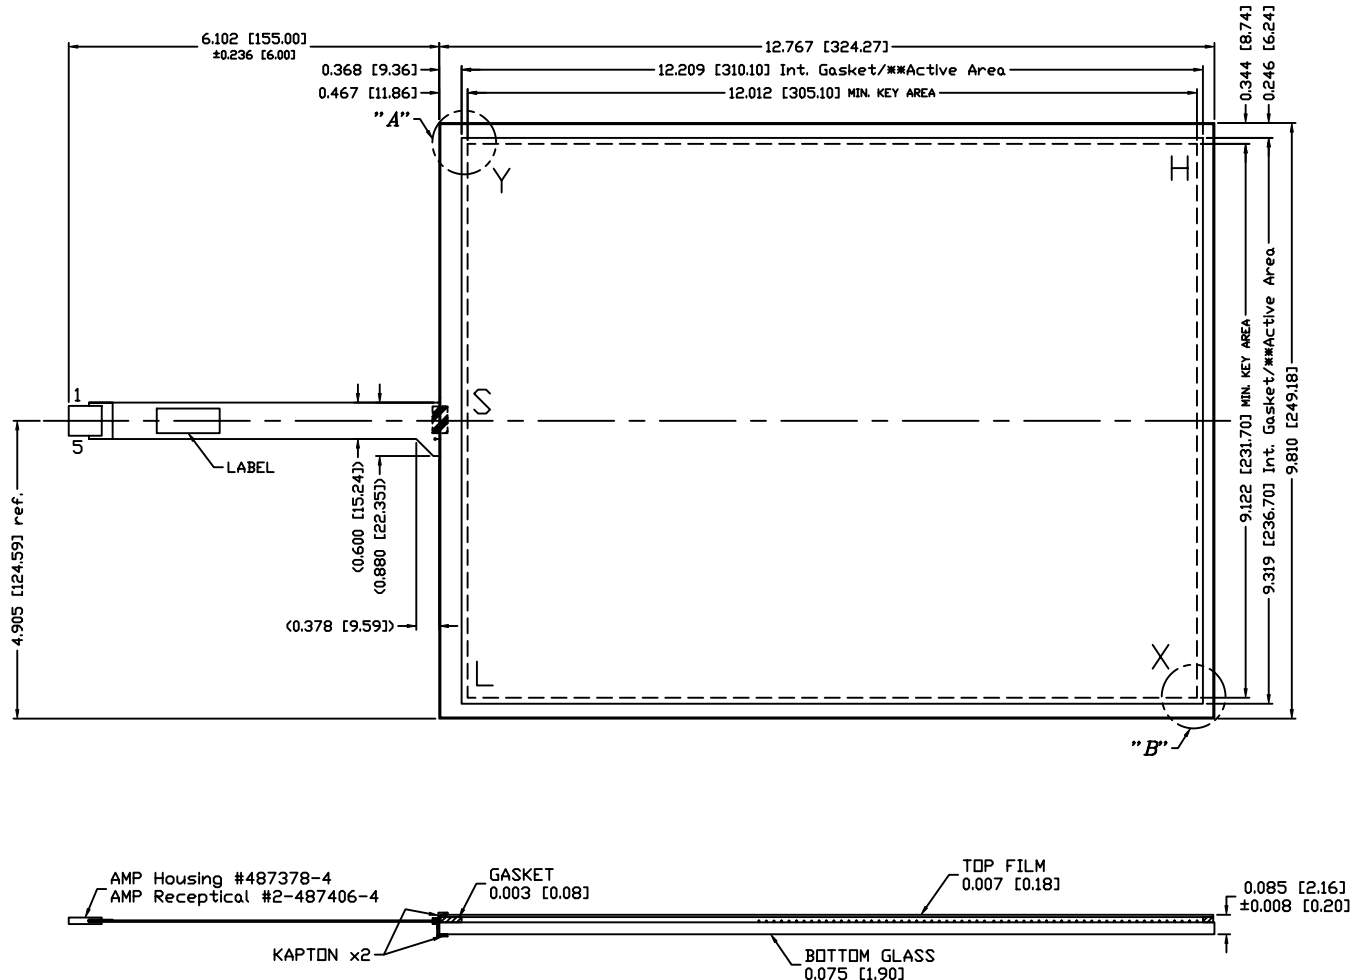 6.102 [155.00]
±0.236 [6.00]
12.767 [324.27]
0.368 [9.36]
12.209 [310.10] Int. Gasket/**Active Area
0.467 [11.86]
12.012 [305.10] MIN. KEY AREA
0.344 [8.74]
0.246 [6.24]
"A"
Y
H
1
S
5
LABEL
(0.600 [15.24])
(0.880 [22.35])
4.905 [124.59] ref.
9.122 [231.70] MIN. KEY AREA
9.319 [236.70] Int. Gasket/**Active Area
9.810 [249.18]
(0.378 [9.59])
L
X
"B"
AMP Housing #487378-4
AMP Receptical #2-487406-4
GASKET
0.003 [0.08]
TOP FILM
0.007 [0.18]
0.085 [2.16]
±0.008 [0.20]
KAPTON x2
BOTTOM GLASS
0.075 [1.90]